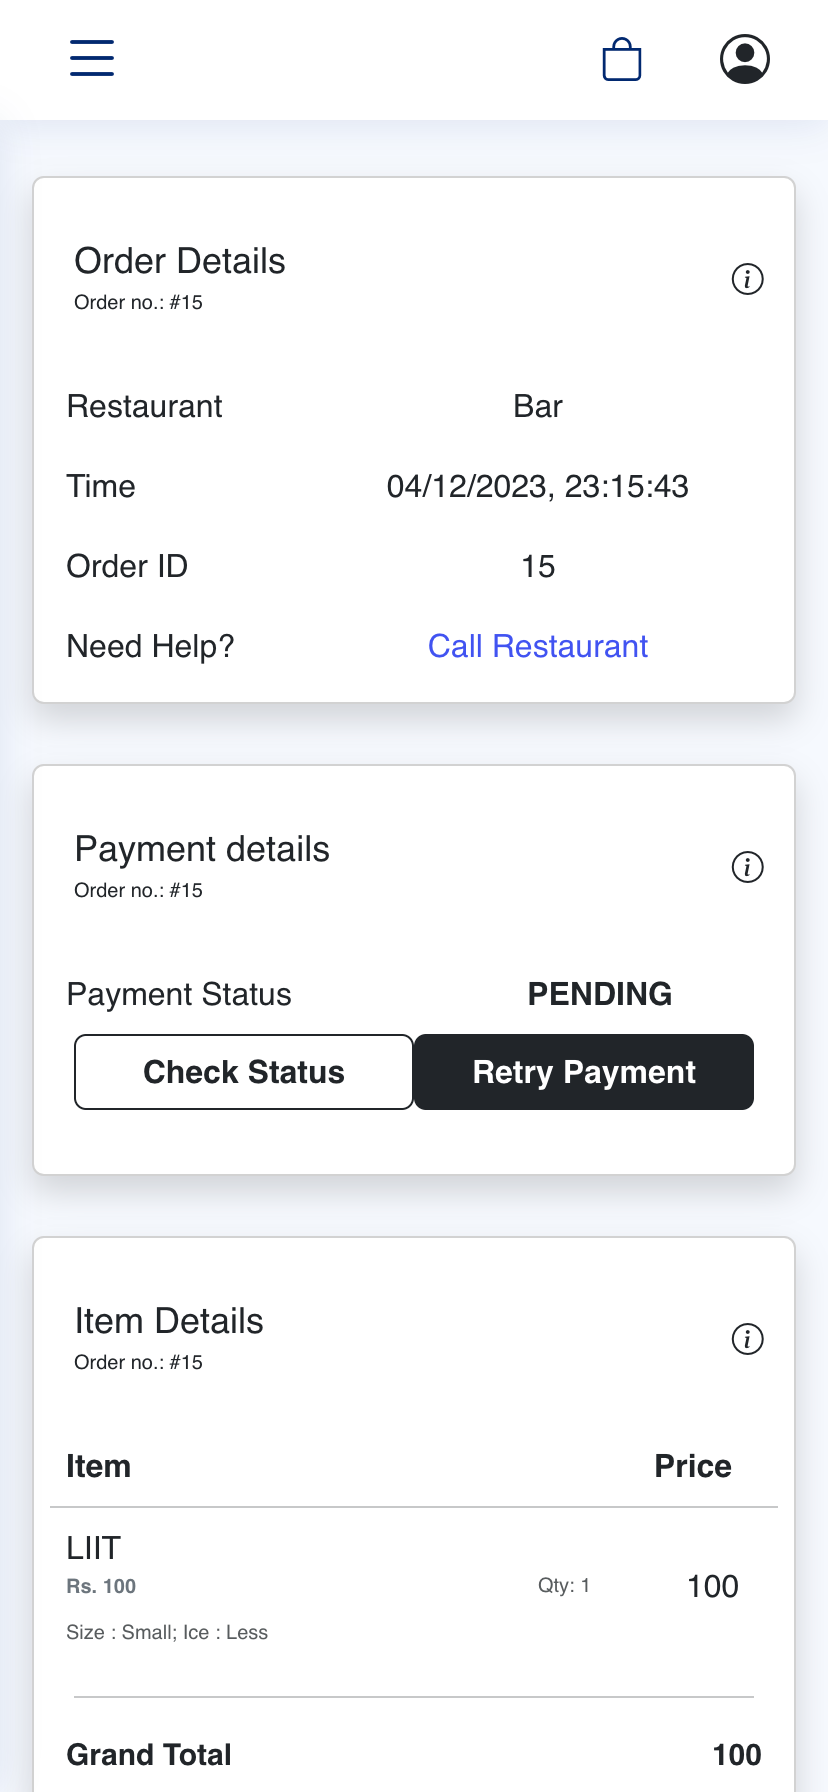 Order Details
Order no.: #15
Restaurant Bar
Time 04/12/2023, 23:15:43
Order ID 15
Need Help? Call Restaurant
Payment details
Order no.: #15
Payment Status PENDING
Check Status Retry Payment
Item Details
Order no.: #15
Item Price
LIIT
Rs. 100 Qty: 1 100
Size : Small; Ice : Less
Grand Total 100